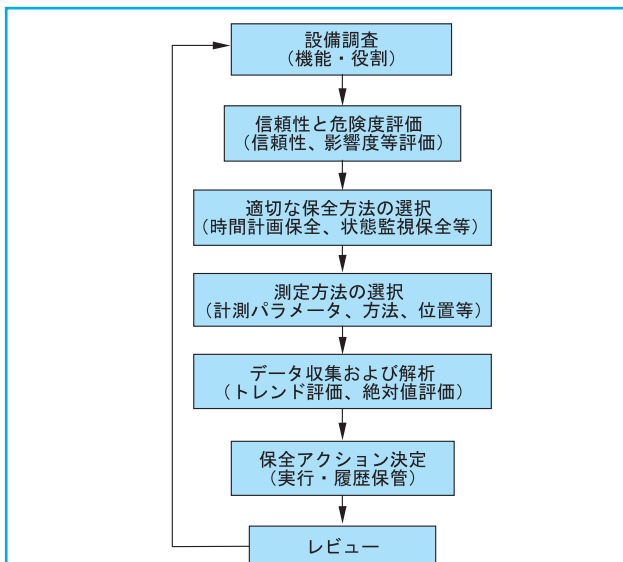 設備調査
(機能・役割)
信頼性と危険度評価
(信頼性、影響度等評価)
適切な保全方法の選択
(時間計画保全、状態監視保全等)
測定方法の選択
(計測パラメータ、方法、位置等)
データ収集および解析
(トレンド評価、絶対値評価)
保全アクション決定
(実行・履歴保管)
レビュー